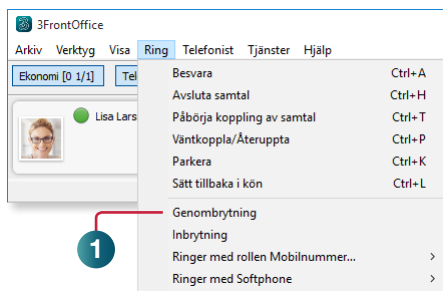 3FrontOffice
Arkiv Verktyg Visa Ring Telefonist Tjänster Hjälp
Ekonomi [0 1/1] Tel
Lisa Lars
Besvara Ctrl+A
Avsluta samtal Ctrl+H
Påbörja koppling av samtal Ctrl+T
Väntkoppla/Återuppta Ctrl+P
Parkera Ctrl+K
Sätt tillbaka i kön Ctrl+L
Genombrytning
Inbrytning
Ringer med rollen Mobilnummer...
Ringer med Softphone
1